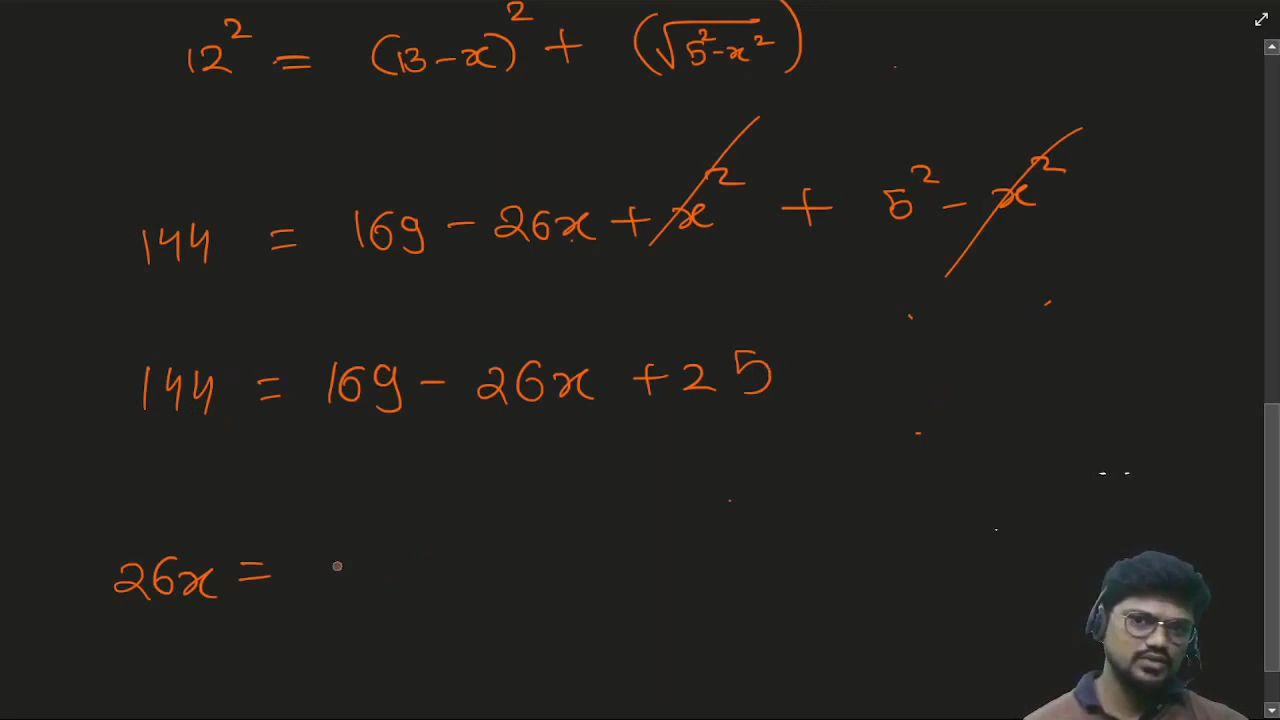 12² = (13-x)² + (√5²-x²)
144 = 169 - 26x + x² + 5² - x²
144 = 169 - 26x + 25
26x =